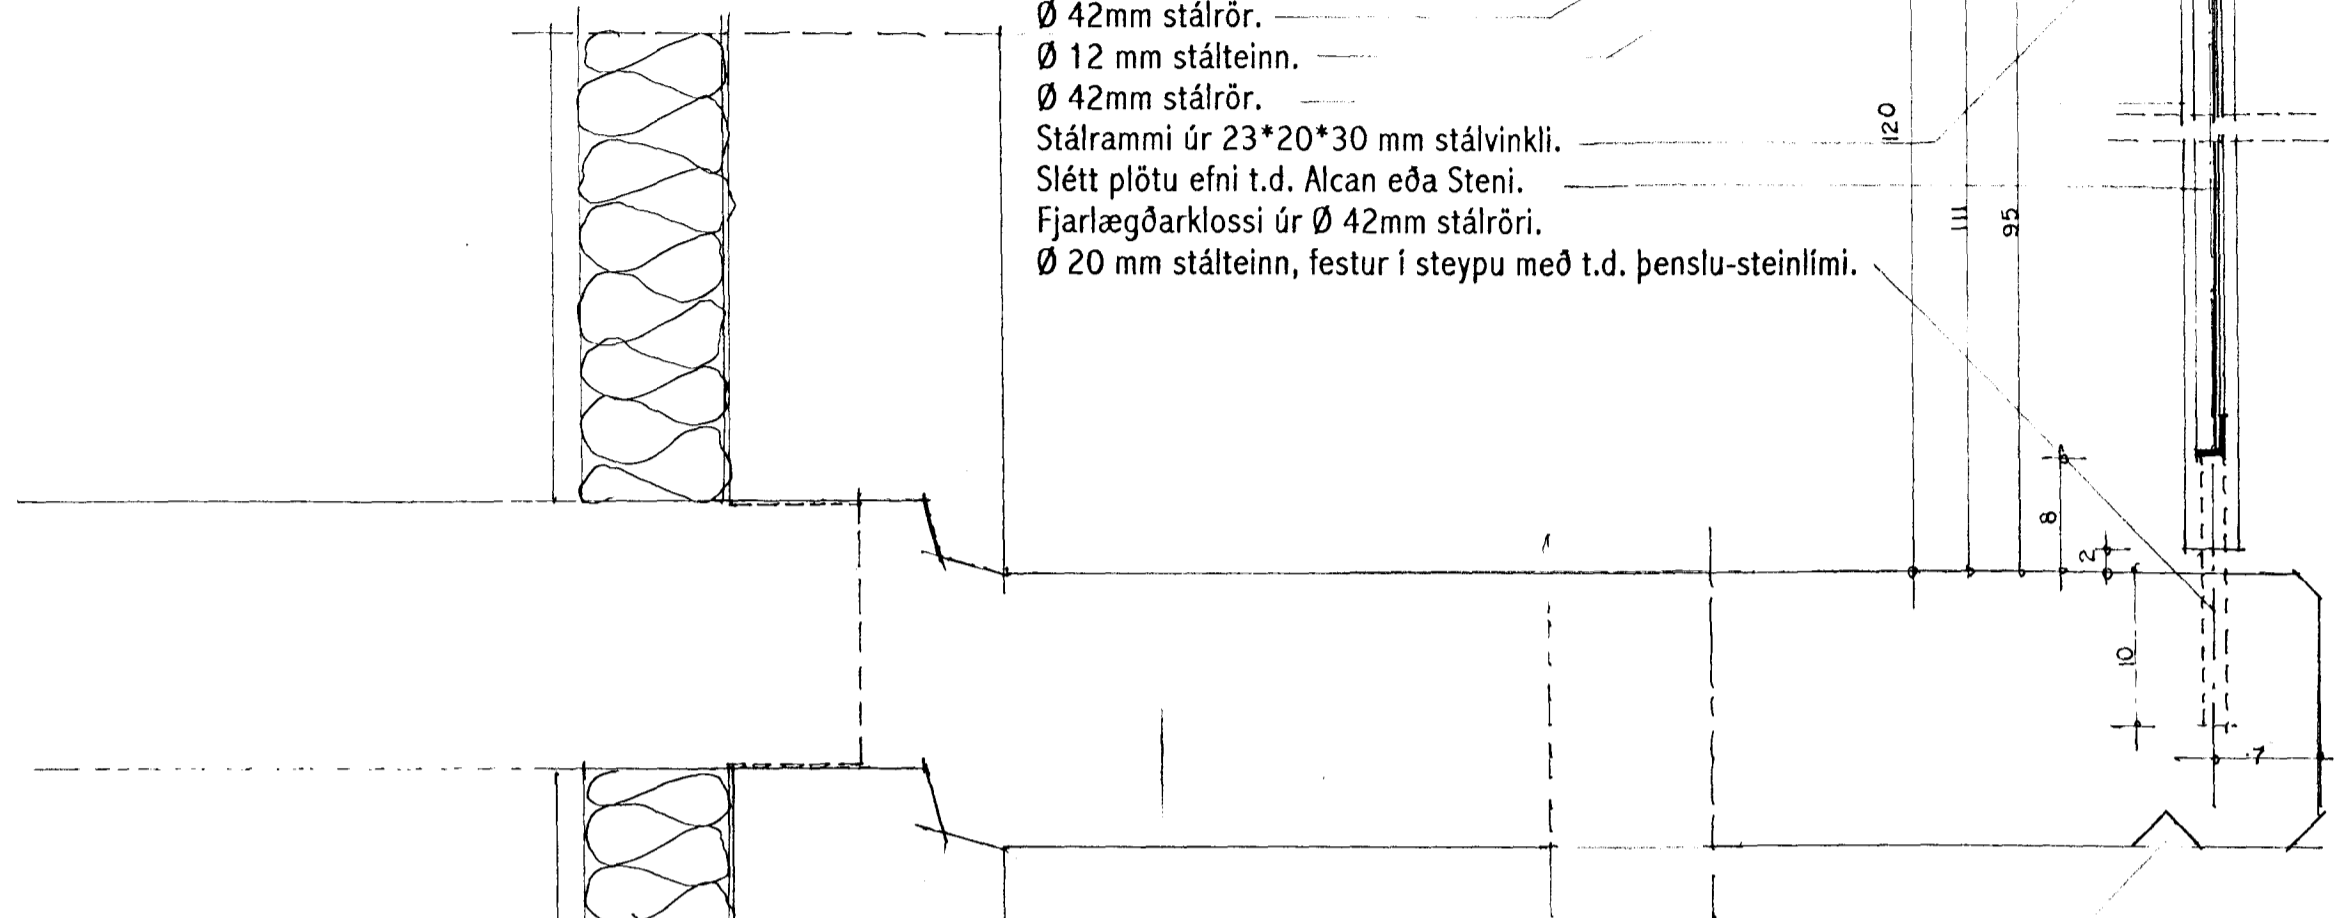 Ø 42mm stálrör.
Ø 12 mm stálteinn.
Ø 42mm stálrör.
Stálrammi úr 23*20*30 mm stálvinkli.
Slétt plötu efni t.d. Alcan eða Steni.
Fjarlægðarklossi úr Ø 42mm stálröri.
Ø 20 mm stálteinn, festur í steypu með t.d. þenslu-steinlími.
120
111
95
8
2
10
7